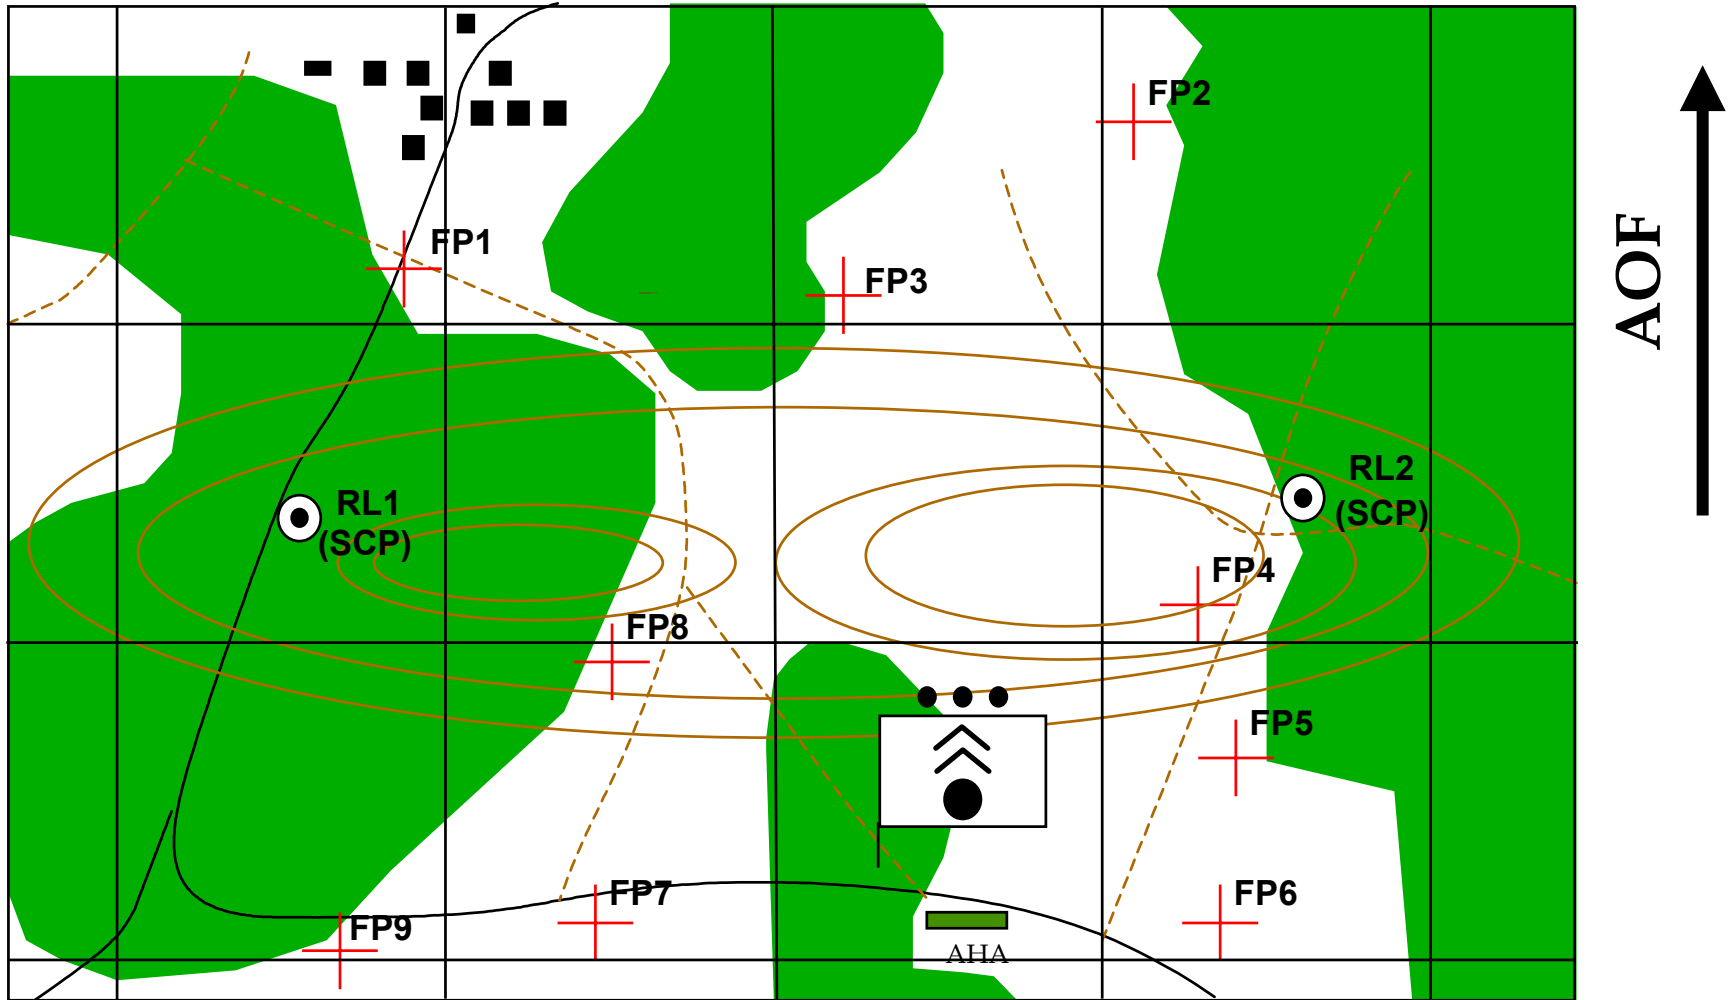 FP2
AOF
FP1
FP3
RL2
(SCP)
RL1
(SCP)
FP4
FP8
FP5
FP7
FP6
FP9
AHA